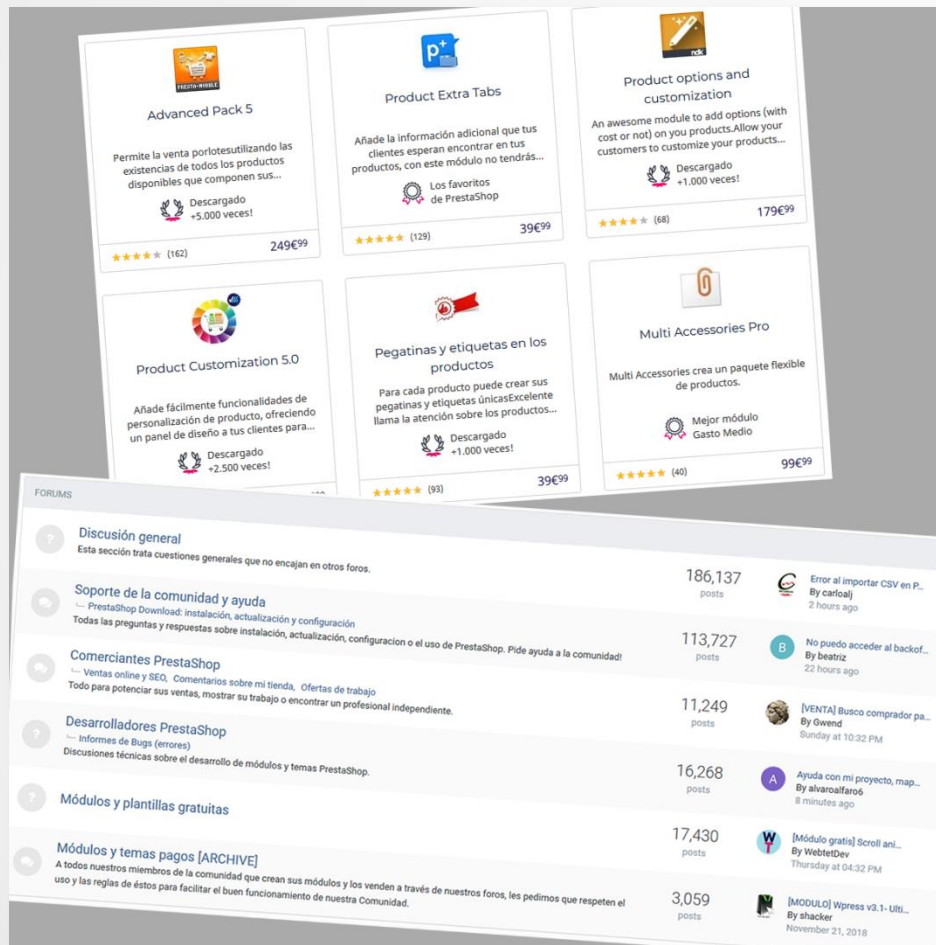 PRESTA-MODULE
Advanced Pack 5
Permite la venta porlotesutilizando las
existencias de todos los productos
disponibles que componen sus...
Descargado
+5.000 veces!
(162)
249€99
Product Extra Tabs
Añade la información adicional que tus
clientes esperan encontrar en tus
productos, con este módulo no tendrás...
Los favoritos
de PrestaShop
(129)
39€99
ndk
Product options and
customization
An awesome module to add options (with
cost or not) on you products.Allow your
customers to customize your products...
Descargado
+1.000 veces!
(68)
179€99
Product Customization 5.0
Añade fácilmente funcionalidades de
personalización de producto, ofreciendo
un panel de diseño a tus clientes para...
Descargado
+2.500 veces!
Pegatinas y etiquetas en los
productos
Para cada producto puede crear sus
pegatinas y etiquetas únicasExcelente
llama la atención sobre los productos...
Descargado
+1.000 veces!
(93)
39€99
Multi Accessories Pro
Multi Accessories crea un paquete flexible
de productos.
Mejor módulo
Gasto Medio
(40)
99€99
FORUMS
Discusión general
Esta sección trata cuestiones generales que no encajan en otros foros.
186,137
posts
Error al importar CSV en P...
By carloalj
2 hours ago
Soporte de la comunidad y ayuda
PrestaShop Download: instalación, actualización y configuración
Todas las preguntas y respuestas sobre instalación, actualización, configuracion o el uso de PrestaShop. Pide ayuda a la comunidad!
113,727
posts
B
No puedo acceder al backof...
By beatriz
22 hours ago
Comerciantes PrestaShop
Ventas online y SEO, Comentarios sobre mi tienda, Ofertas de trabajo
Todo para potenciar sus ventas, mostrar su trabajo o encontrar un profesional independiente.
11,249
posts
[VENTA] Busco comprador pa...
By Gwend
Sunday at 10:32 PM
Desarrolladores PrestaShop
Informes de Bugs (errores)
Discusiones técnicas sobre el desarrollo de módulos y temas PrestaShop.
16,268
posts
A
Ayuda con mi proyecto, map...
By alvaroalfaro6
8 minutes ago
Módulos y plantillas gratuitas
17,430
posts
[Módulo gratis] Scroll ani...
By WebtetDev
Thursday at 04:32 PM
Módulos y temas pagos [ARCHIVE]
A todos nuestros miembros de la comunidad que crean sus módulos y los venden a través de nuestros foros, les pedimos que respeten el
uso y las reglas de éstos para facilitar el buen funcionamiento de nuestra Comunidad.
3,059
posts
[MODULO] Wpress v3.1- Ulti...
By shacker
November 21, 2018